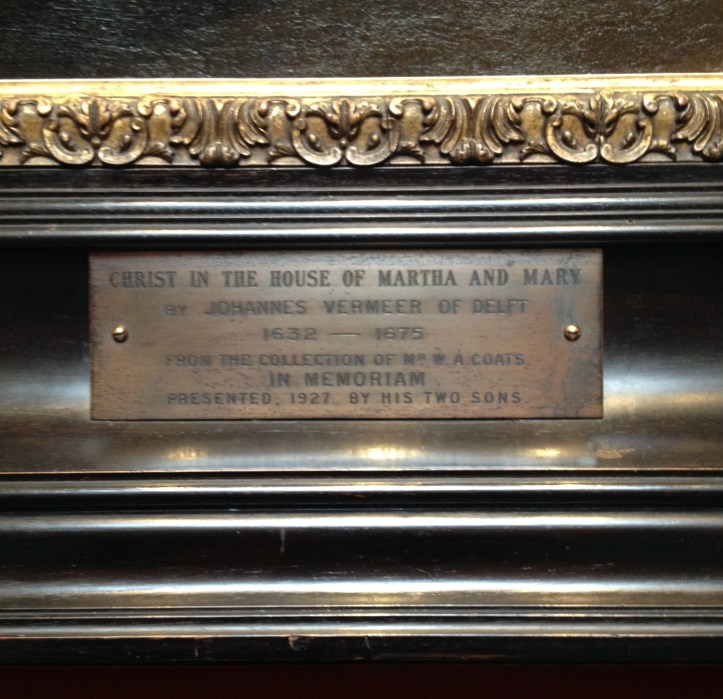 CHRIST IN THE HOUSE OF MARTHA AND MARY
BY JOHANNES VERMEER OF DELFT
1632 — 1675
FROM THE COLLECTION OF MR W. A. COATS
IN MEMORIAM
PRESENTED, 1927, BY HIS TWO SONS.